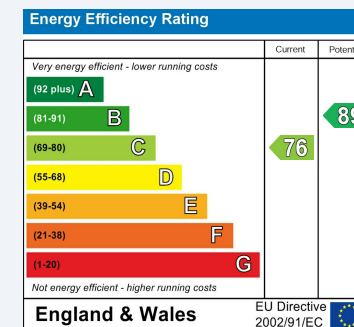 Energy Efficiency Rating
Current
Very energy efficient - lower running costs
(92 plus) A
(81-91) B
89
(69-80) C
76
(55-68) D
(39-54) E
(21-38) F
(1-20) G
Not energy efficient - higher running costs
England & Wales
EU Directive
2002/91/EC